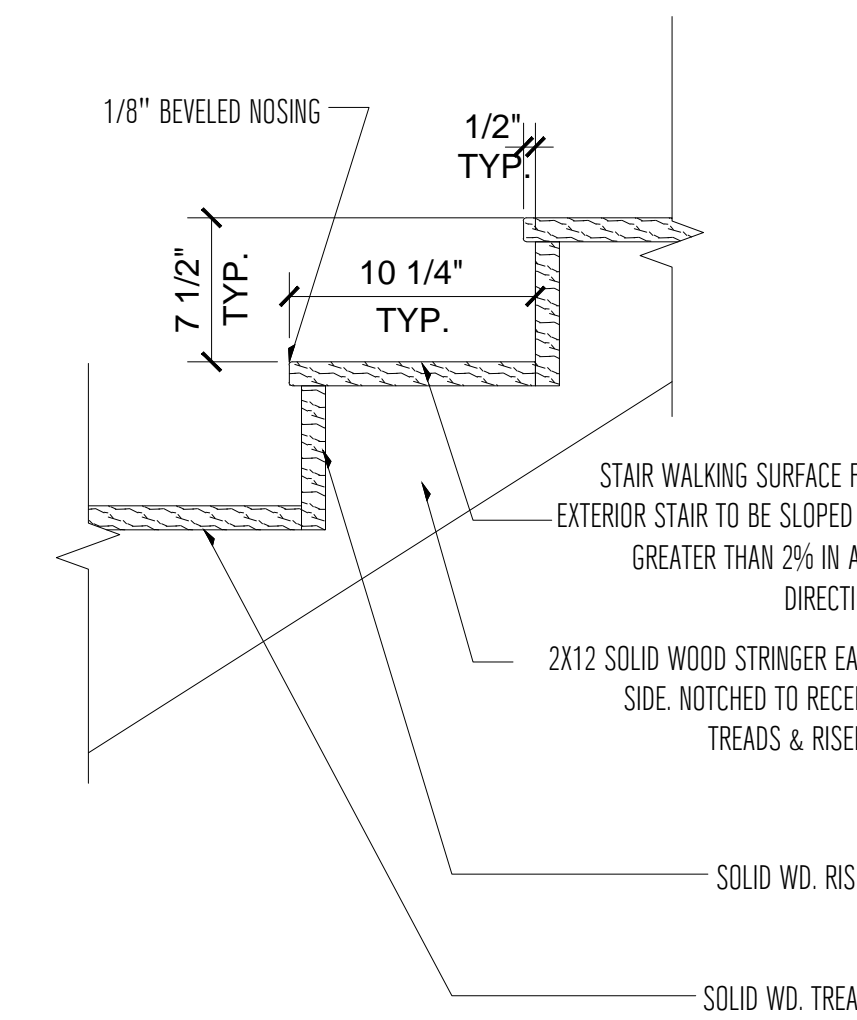 1/8" BEVELED NOSING
1/2"
TYP.
7 1/2"
TYP.
10 1/4"
TYP.
STAIR WALKING SURFACE
EXTERIOR STAIR TO BE SLOPED
GREATER THAN 2% IN
2X12 SOLID WOOD STRINGER
SIDE. NOTCHED TO
TREADS &
SOLID WD.
SOLID WD.